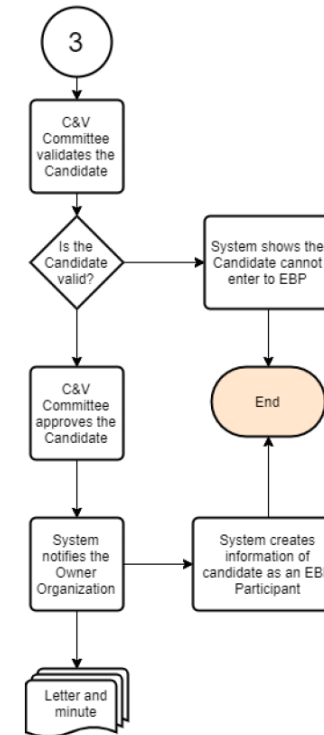 3
C&V
Committee
validates the
Candidate
Is the
Candidate
valid?
System shows the
Candidate cannot
enter to EBP
C&V
Committee
approves the
Candidate
End
System
notifies the
Owner
Organization
System creates
information of
candidate as an
Participant
Letter and
minute